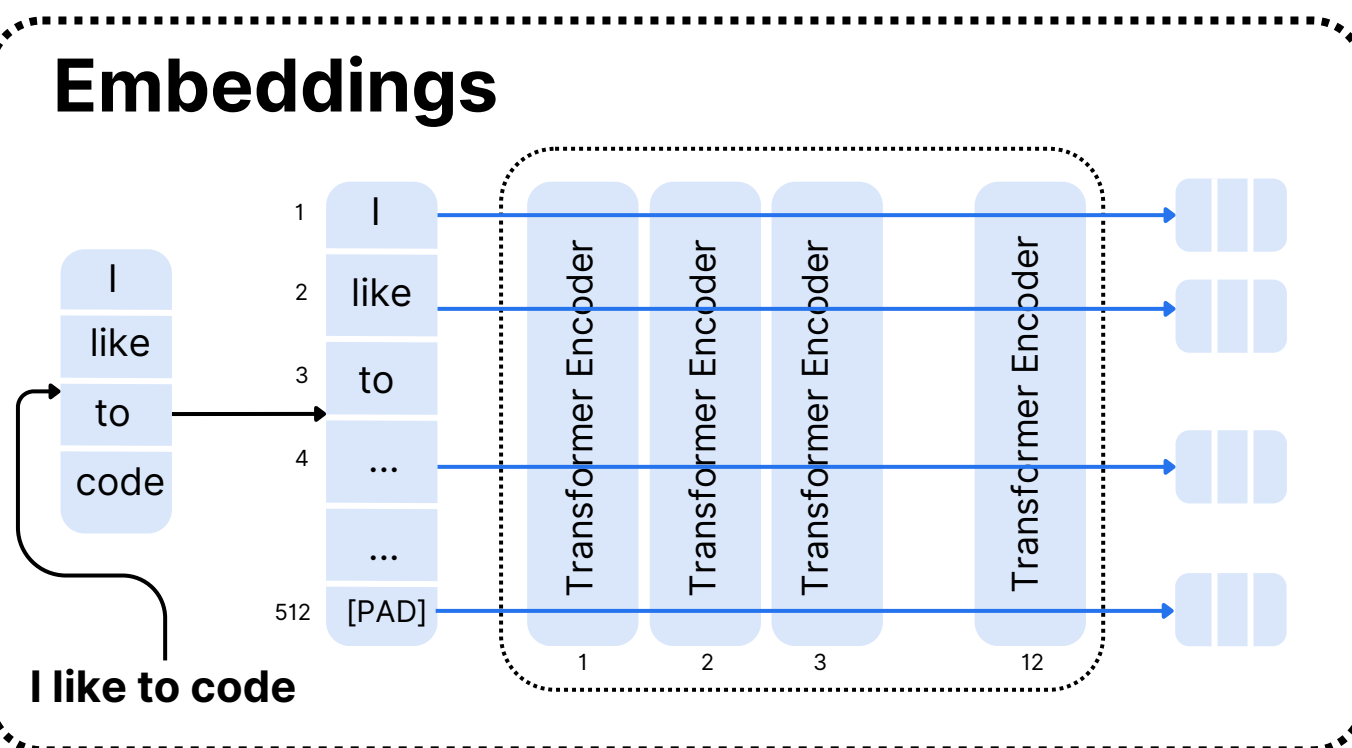 Embeddings
I
like
to
code
I like to code
1
I
2
like
3
to
4
...
...
512
[PAD]
Transformer Encoder
1
Transformer Encoder
2
Transformer Encoder
3
Transformer Encoder
12